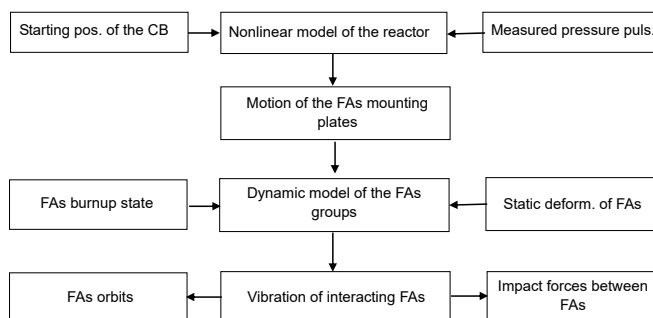 Starting pos. of the CB
Nonlinear model of the reactor
Measured pressure puls.
Motion of the FAs mounting
plates
FAs burnup state
Dynamic model of the FAs
groups
Static deform. of FAs
FAs orbits
Vibration of interacting FAs
Impact forces between
FAs